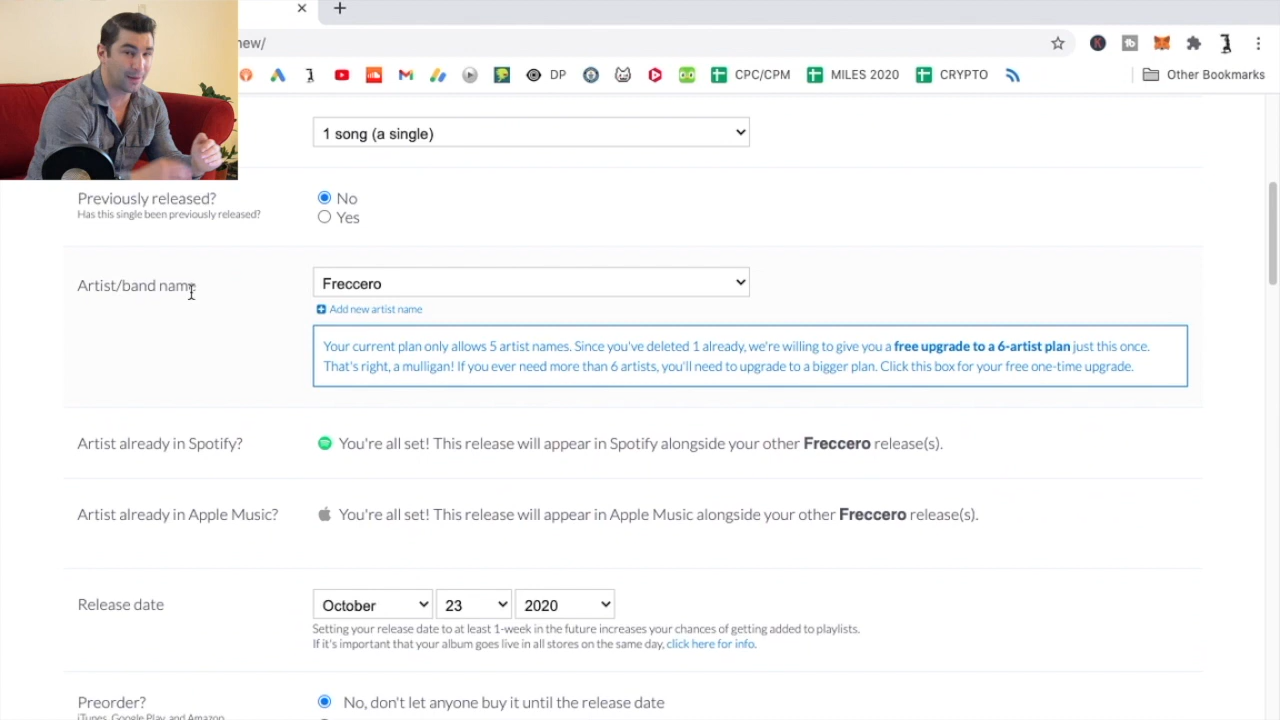 new/
DP
CPC/CPM
MILES 2020
CRYPTO
Other Bookmarks
1 song (a single)
Previously released?
No
Has this single been previously released?
Yes
Artist/band name
Freccero
Add new artist name
Your current plan only allows 5 artist names. Since you've deleted 1 already, we're willing to give you a free upgrade to a 6-artist plan just this once.
That's right, a mulligan! If you ever need more than 6 artists, you'll need to upgrade to a bigger plan. Click this box for your free one-time upgrade.
Artist already in Spotify?
You're all set! This release will appear in Spotify alongside your other Freccero release(s).
Artist already in Apple Music?
You're all set! This release will appear in Apple Music alongside your other Freccero release(s).
Release date
October 23 2020
Setting your release date to at least 1-week in the future increases your chances of getting added to playlists.
If it's important that your album goes live in all stores on the same day, click here for info.
Preorder?
No, don't let anyone buy it until the release date
iTunes, Google Play, and Amazon